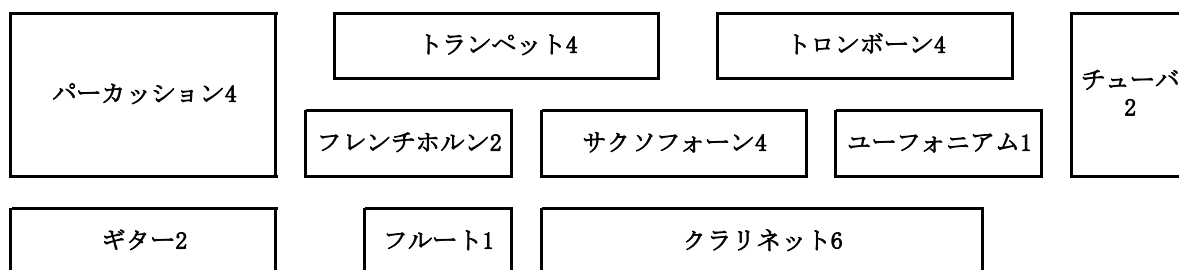 トランペット4
トロンボーン4
パーカッション4
チューバ
2
フレンチホルン2
サクソフォーン4
ユーフォニアム1
ギター2
フルート1
クラリネット6